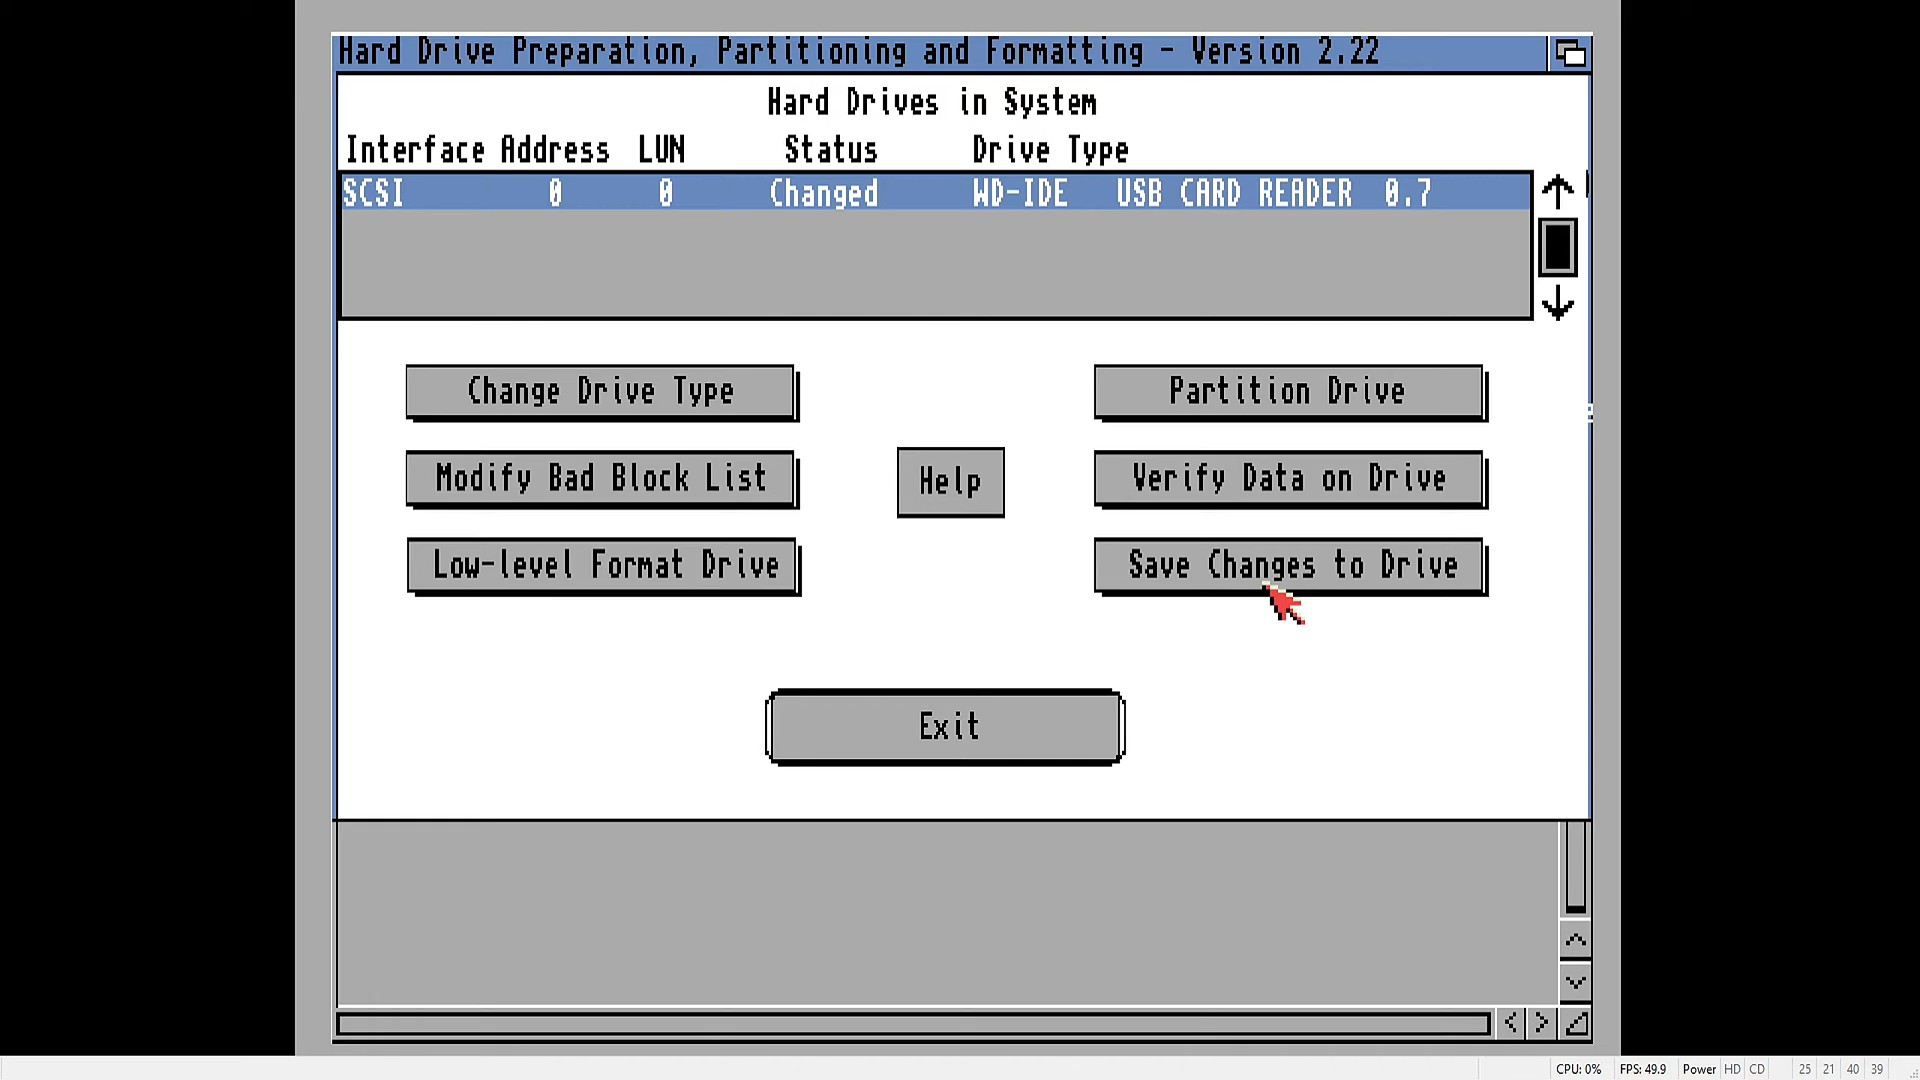 Hard Drive Preparation, Partitioning and Formatting - Version 2.22
Hard Drives in System
Interface Address LUN Status Drive Type
SCSI 0 0 Changed WD-IDE USB CARD READER 0.7
Change Drive Type
Partition Drive
Modify Bad Block List
Help
Verify Data on Drive
Low-level Format Drive
Save Changes to Drive
Exit
CPU: 0% FPS: 49.9 Power HD CD 25 21 40 39